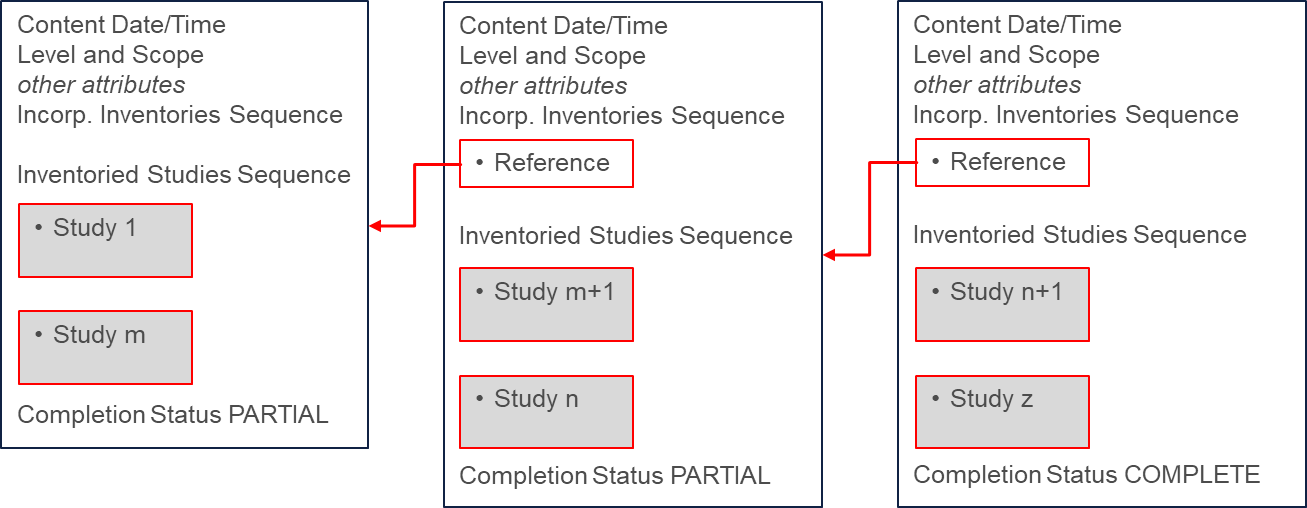 Content Date/Time
Level and Scope
other attributes
Incorp. Inventories Sequence
Inventoried Studies Sequence
• Study 1
• Study m
Completion Status PARTIAL
Content Date/Time
Level and Scope
other attributes
Incorp. Inventories Sequence
• Reference
Inventoried Studies Sequence
• Study m+1
• Study n
Completion Status PARTIAL
Content Date/Time
Level and Scope
other attributes
Incorp. Inventories Sequence
• Reference
Inventoried Studies Sequence
• Study n+1
• Study z
Completion Status COMPLETE